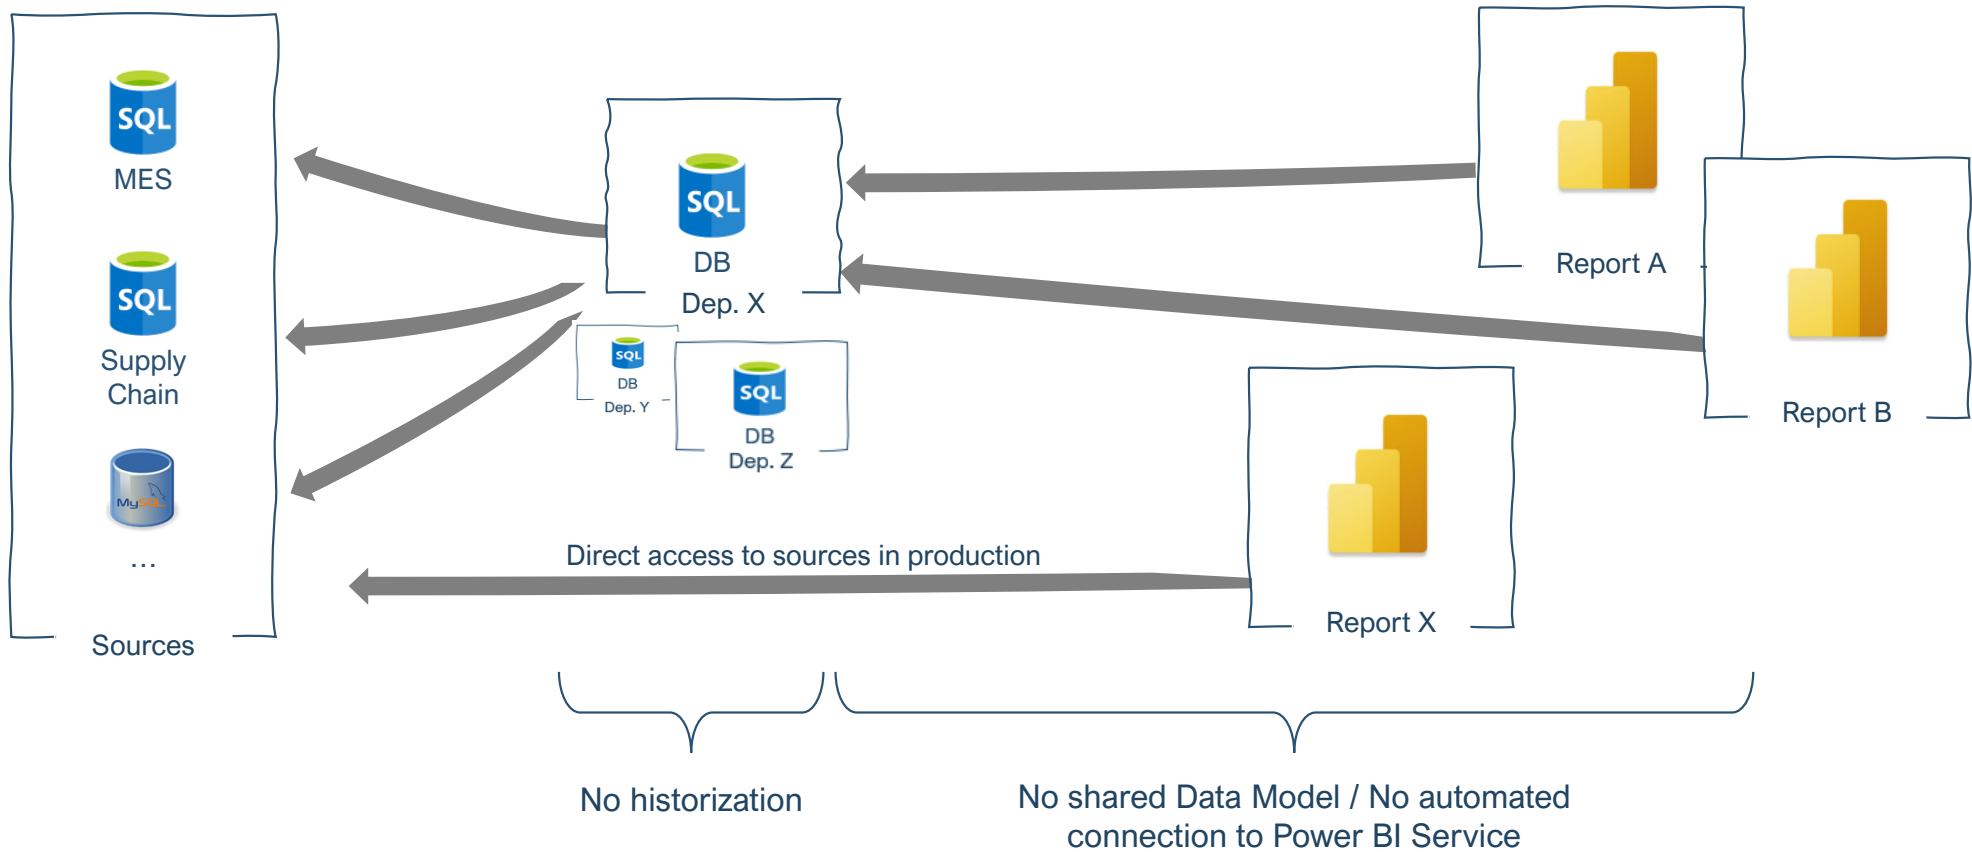 SQL
MES
SQL
Supply
Chain
MySQL
...
Sources
SQL
DB
Dep. X
SQL
DB
Dep. Y
SQL
DB
Dep. Z
Report A
Report B
Report X
Direct access to sources in production
No historization
No shared Data Model / No automated
connection to Power BI Service